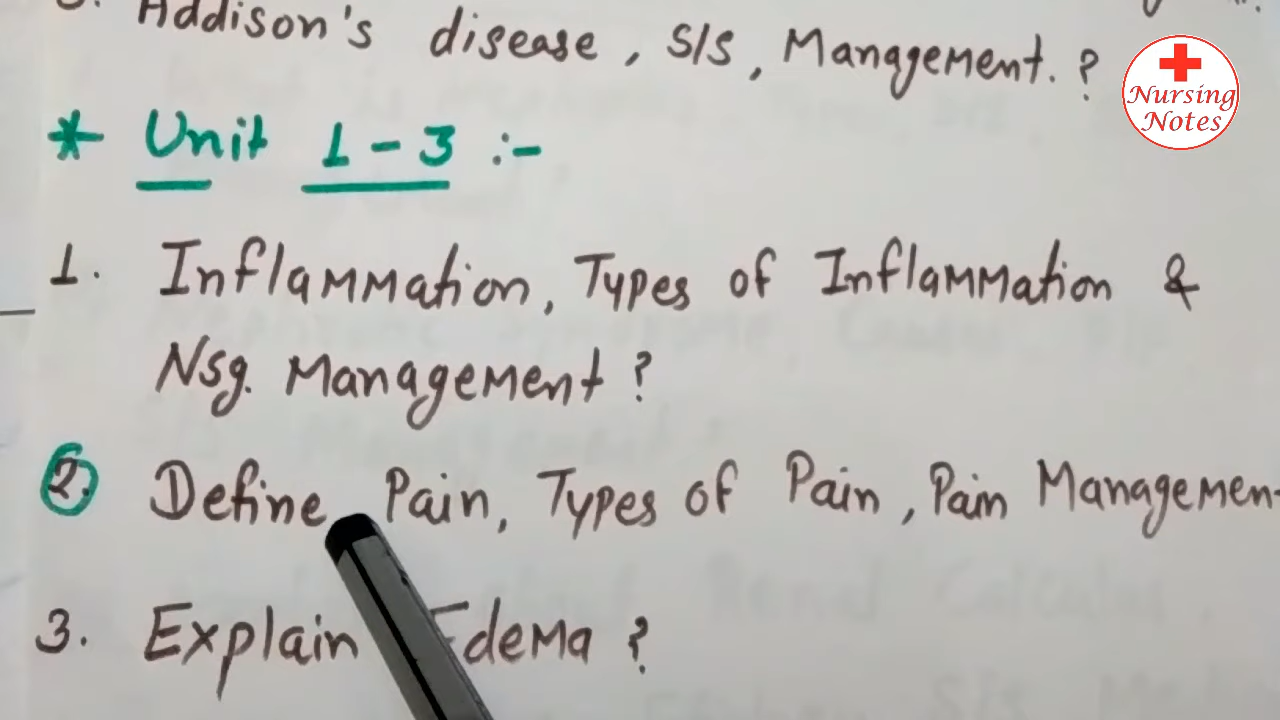 Addison's disease, S/S, Management. ?
Nursing
Notes
* Unit 1-3 :-
1. Inflammation, Types of Inflammation &
Nsg. Management ?
2. Define Pain, Types of Pain, Pain Managemen
3. Explain Edema ?